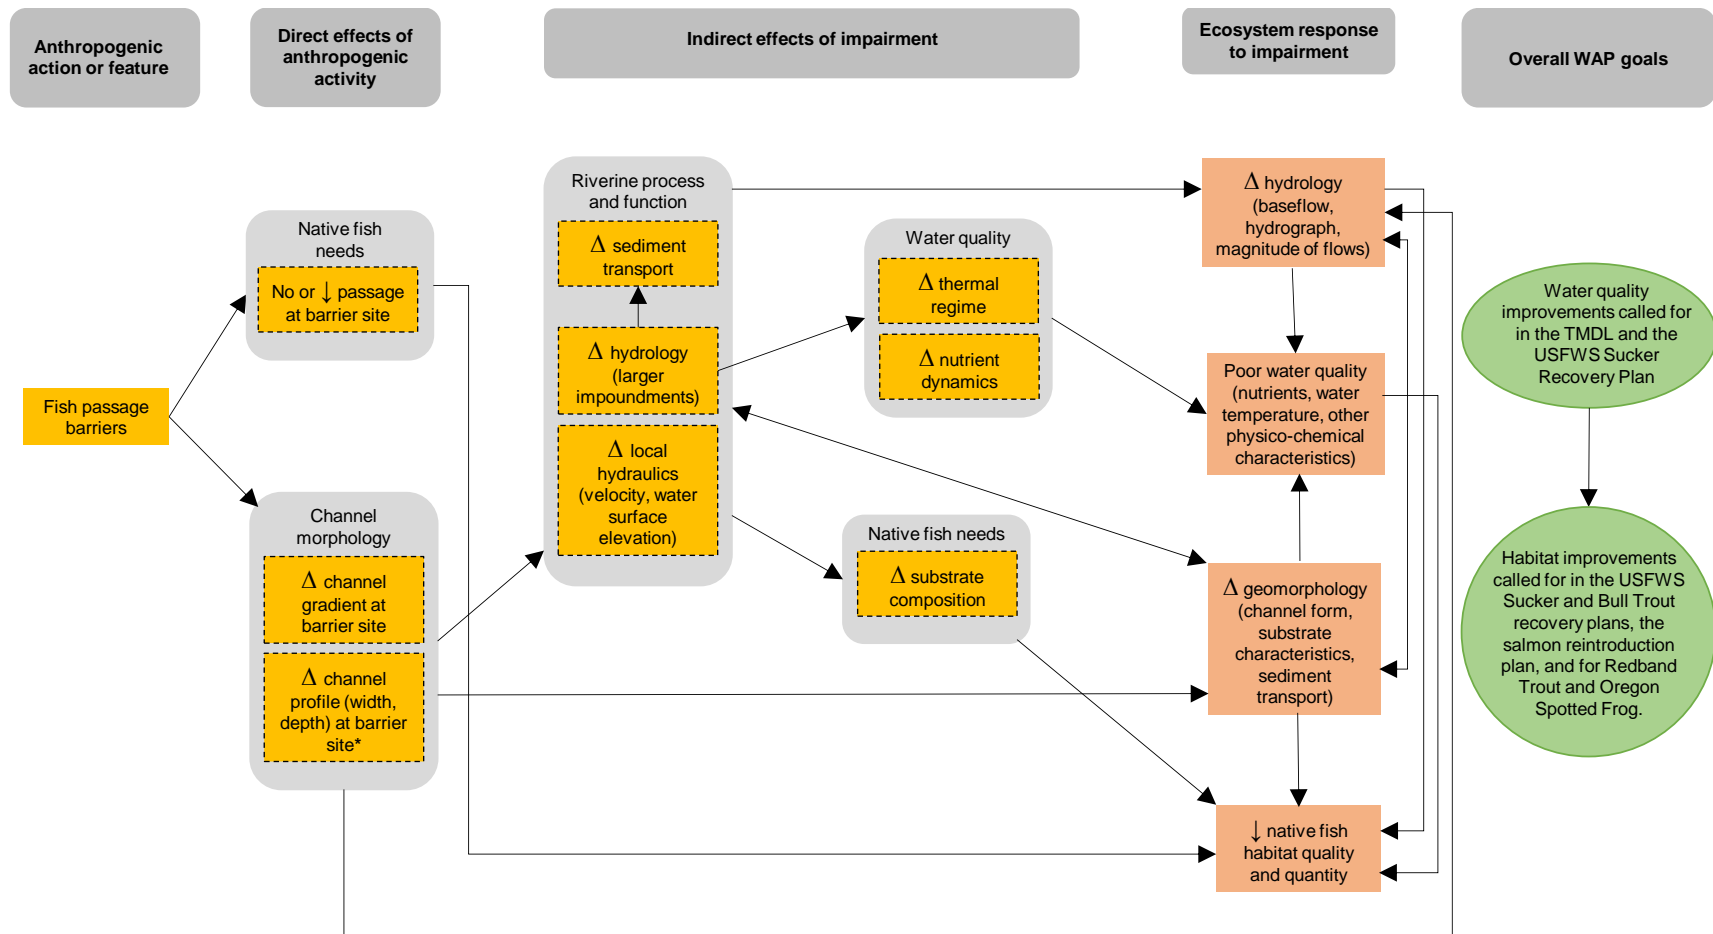 Anthropogenic
action or feature
Direct effects of
anthropogenic
activity
Indirect effects of impairment
Ecosystem response
to impairment
Overall WAP goals
Fish passage
barriers
Native fish
needs
No or ↓ passage
at barrier site
Channel
morphology
Δ channel
gradient at
barrier site
Δ channel
profile (width,
depth) at barrier
site*
Riverine process
and function
Δ sediment
transport
Δ hydrology
(larger
impoundments)
Δ local
hydraulics
(velocity, water
surface
elevation)
Water quality
Δ thermal
regime
Δ nutrient
dynamics
Native fish needs
Δ substrate
composition
Δ hydrology
(baseflow,
hydrograph,
magnitude of flows)
Poor water quality
(nutrients, water
temperature, other
physico-chemical
characteristics)
Δ geomorphology
(channel form,
substrate
characteristics,
sediment
transport)
↓ native fish
habitat quality
and quantity
Water quality
improvements called for
in the TMDL and the
USFWS Sucker
Recovery Plan
Habitat improvements
called for in the USFWS
Sucker and Bull Trout
recovery plans, the
salmon reintroduction
plan, and for Redband
Trout and Oregon
Spotted Frog.